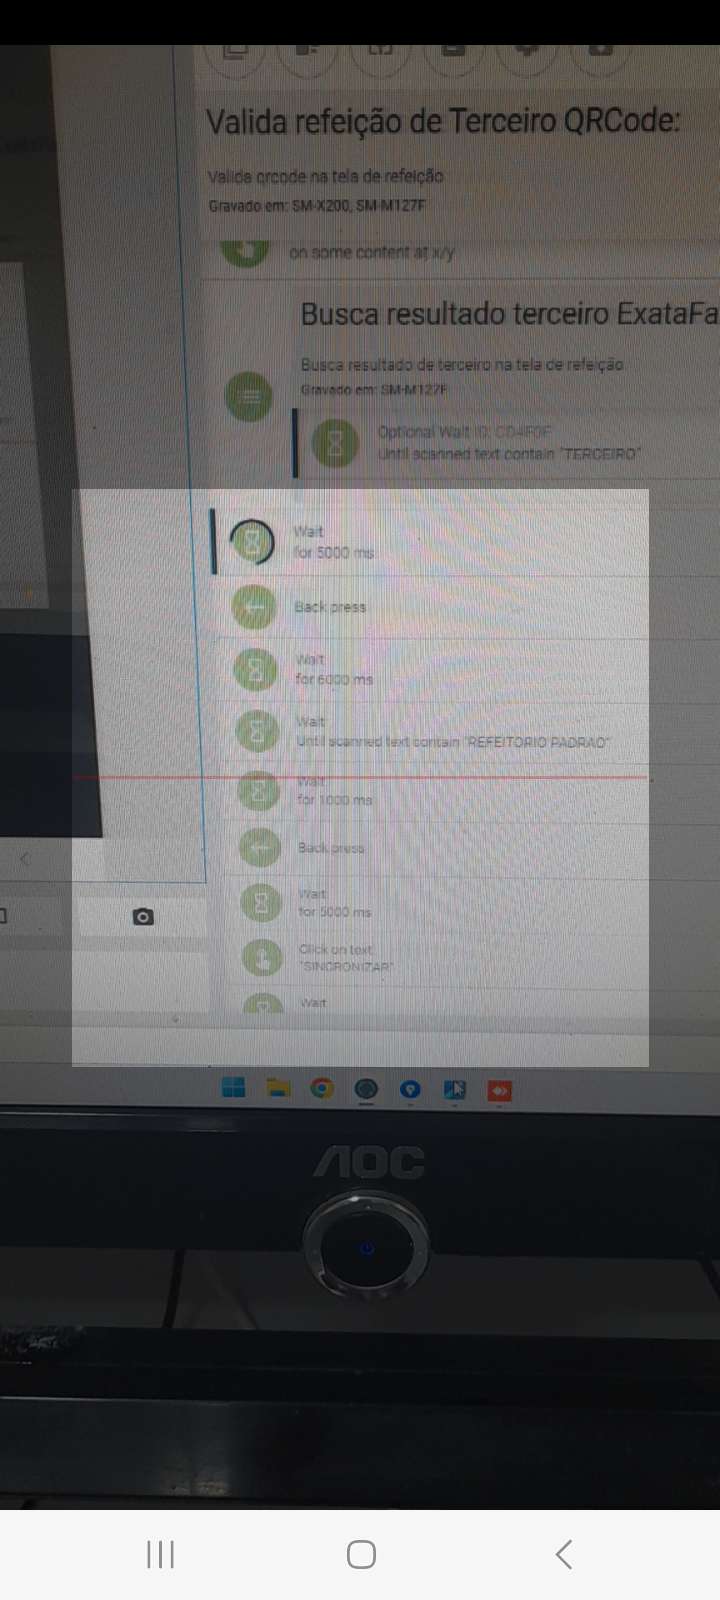 Valida refeição de Terceiro QRCode:
Valida qrcode na tela de refeição
Gravado em: SM-X200, SM-M127F
on some content at x/y
Busca resultado terceiro ExataFa
Busca resultado de terceiro na tela de refeição
Gravado em: SM-M127F
Optional Wait ID: CD4F0F
Until scanned text contain "TERCEIRO"
Wait
for 5000 ms
Back press
Wait
for 6000 ms
Wait
Until scanned text contain "REFEITORIO PADRAO"
Wait
for 1000 ms
Back press
Wait
for 5000 ms
Click on text
"SINCRONIZAR"
Wait
AOC